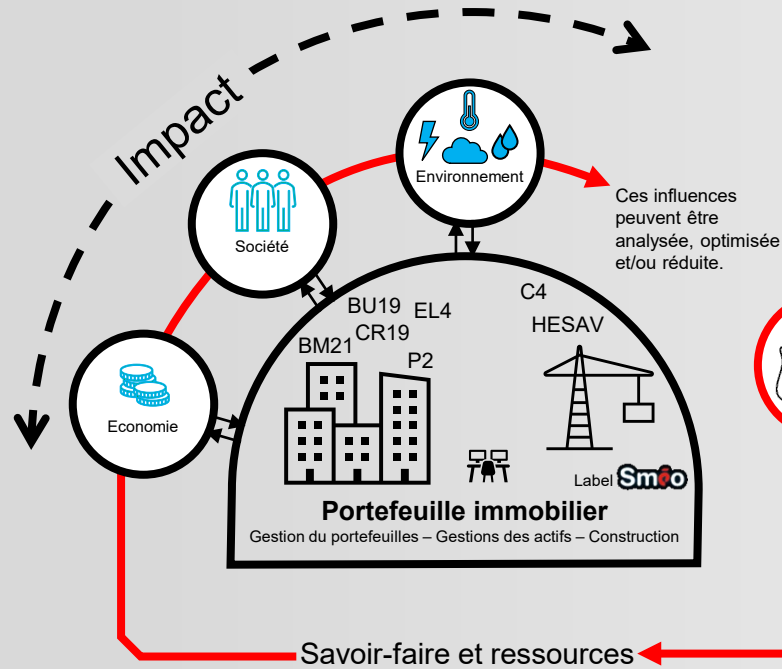 Impact
Environnement
Ces influences
peuvent être
analysée, optimisée
et/ou réduite.
Société
BU19
EL4
C4
CR19
HESAV
BM21
P2
Economie
Label Sméo
Portefeuille immobilier
Gestion du portefeuilles – Gestions des actifs – Construction
Savoir-faire et ressources